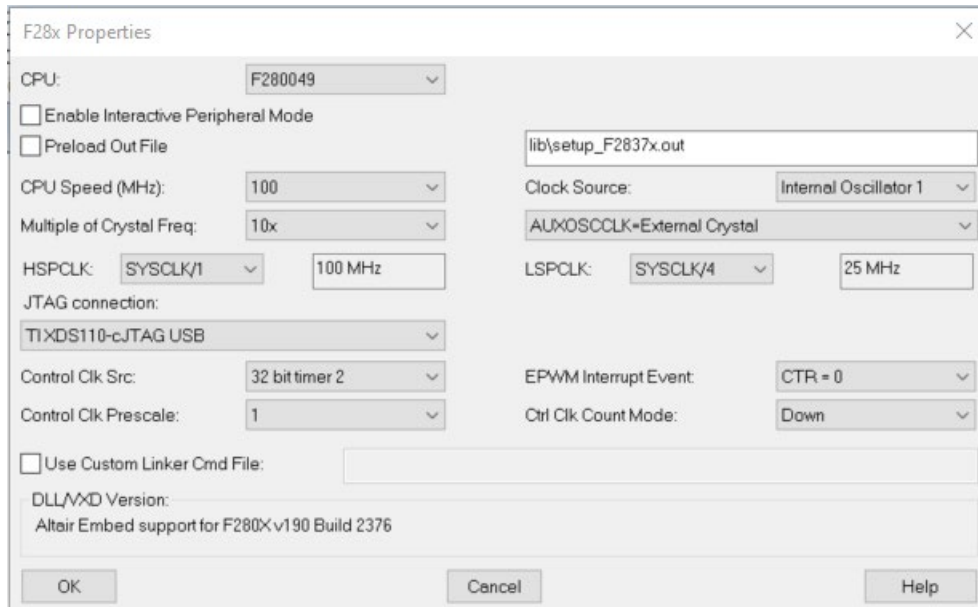 F28x Properties
CPU: F280049
Enable Interactive Peripheral Mode
Preload Out File lib\setup_F2837x.out
CPU Speed (MHz): 100 Clock Source: Internal Oscillator 1
Multiple of Crystal Freq: 10x AUXOSCCLK=External Crystal
HSPCLK: SYSCLK/1 100 MHz LSPCLK: SYSCLK/4 25 MHz
JTAG connection:
TI XDS110-cJTAG USB
Control Clk Src: 32 bit timer 2 EPWM Interrupt Event: CTR = 0
Control Clk Prescale: 1 Ctrl Clk Count Mode: Down
Use Custom Linker Cmd File:
DLL/VXD Version:
Altair Embed support for F280X v190 Build 2376
OK Cancel Help